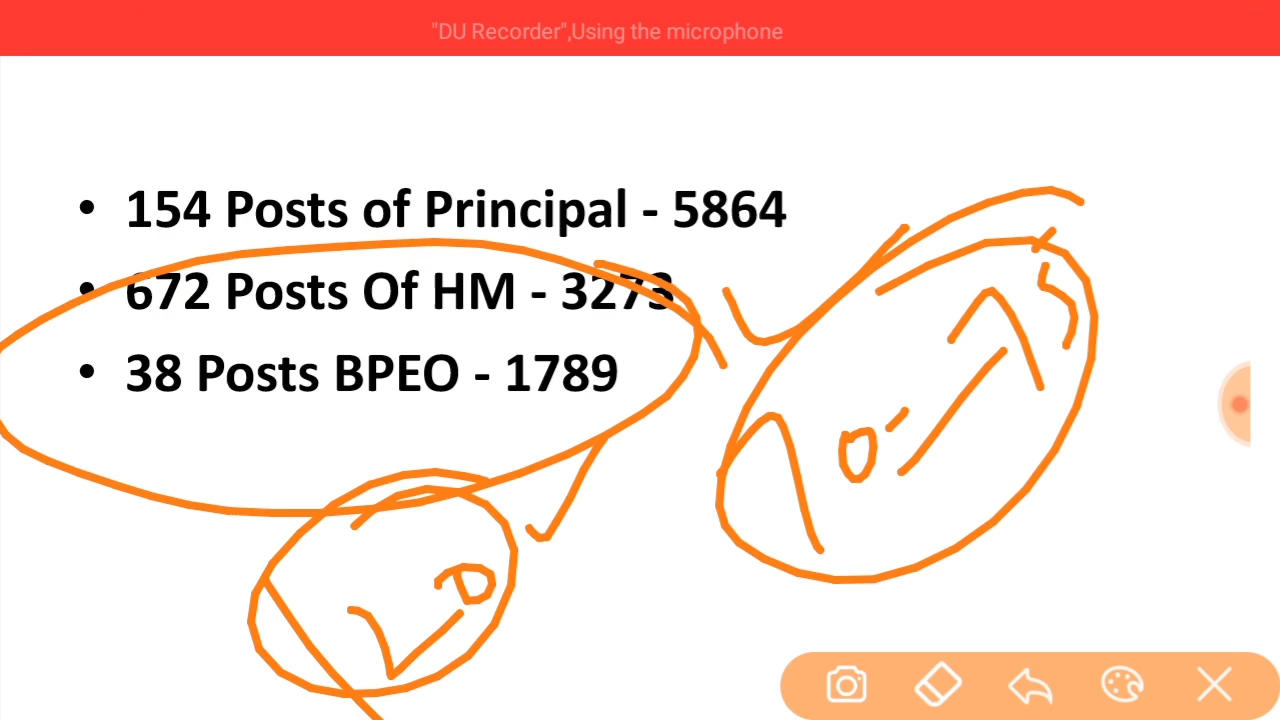 "DU Recorder",Using the microphone
• 154 Posts of Principal - 5864
• 672 Posts Of HM - 3273
• 38 Posts BPEO - 1789